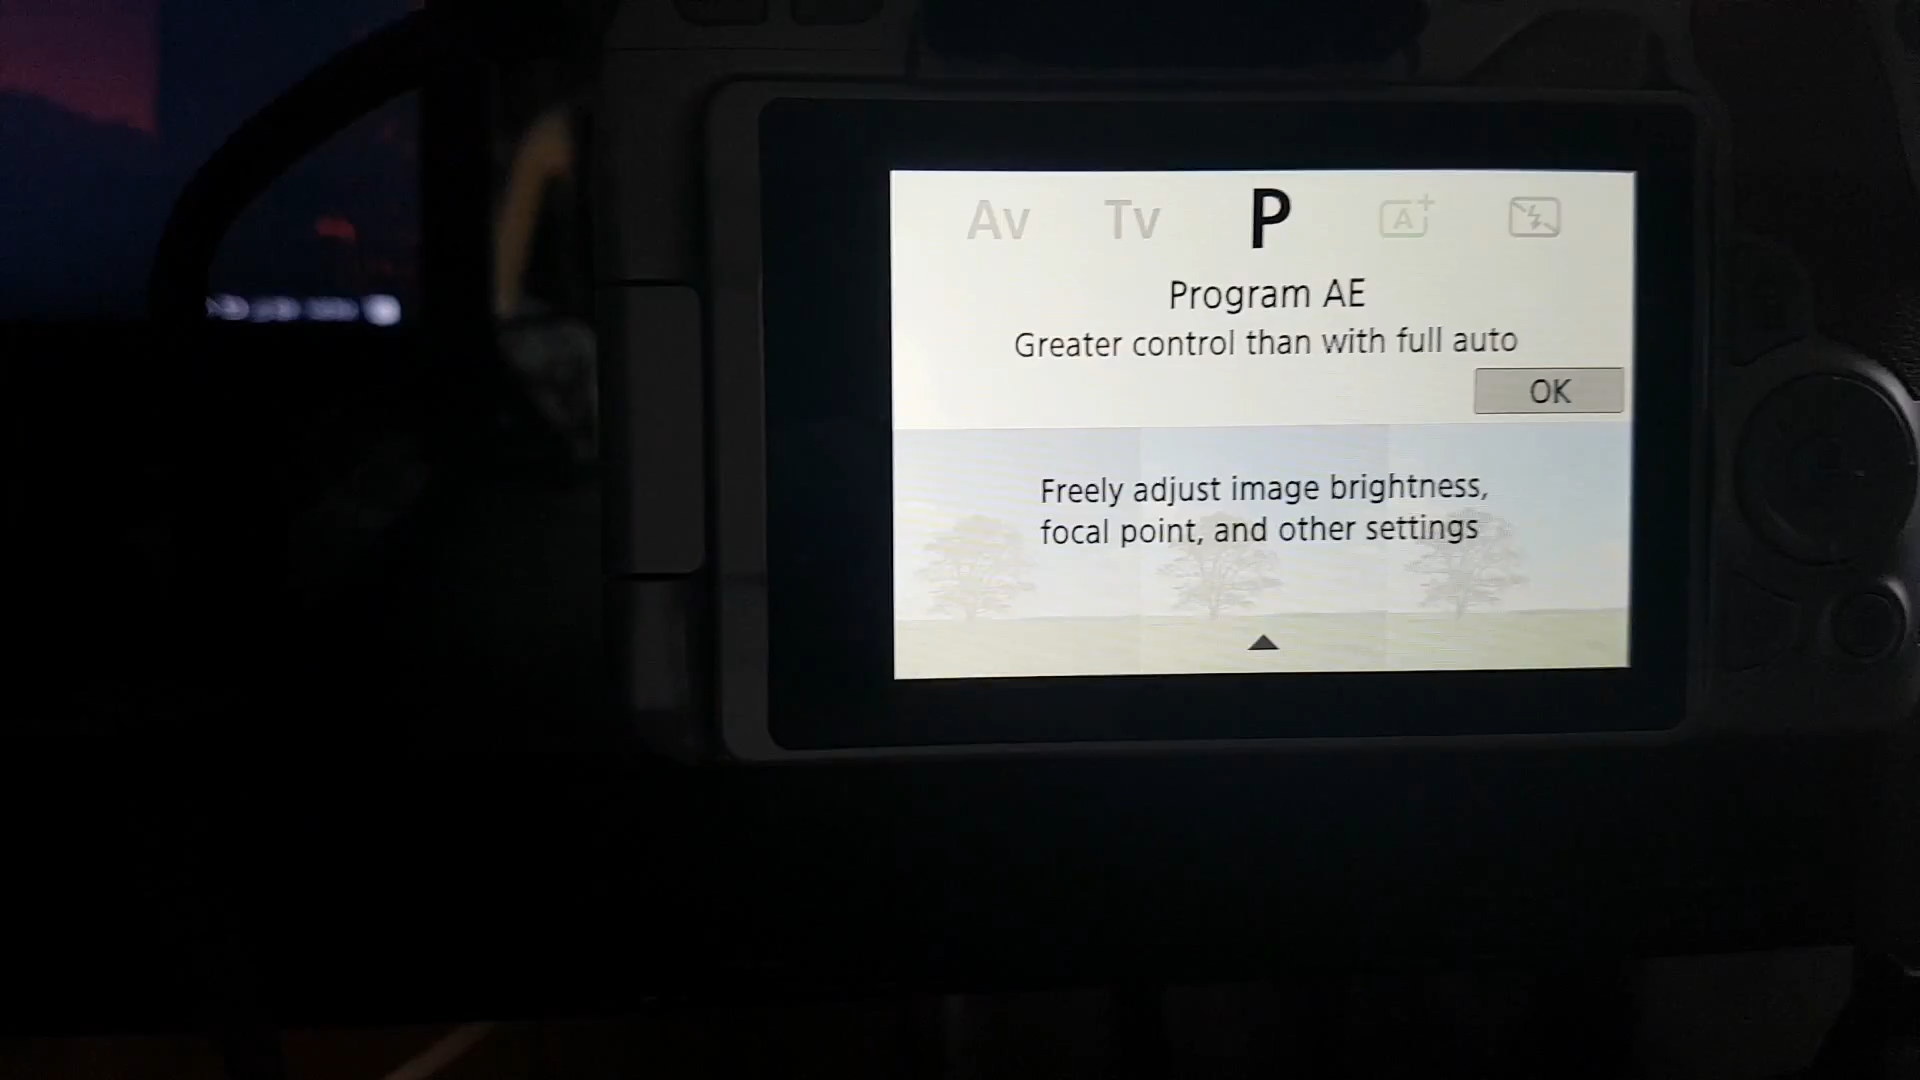 Av Tv P A+
Program AE
Greater control than with full auto
OK
Freely adjust image brightness,
focal point, and other settings